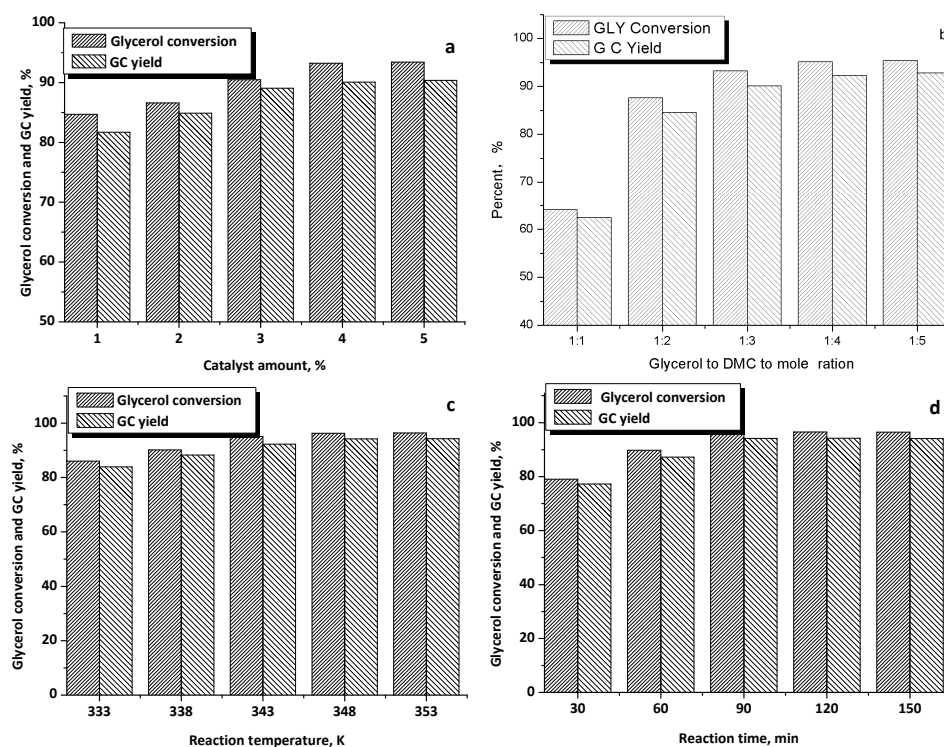 Glycerol conversion
GC yield
a
100
90
80
70
60
50
Glycerol conversion and GC yield, %
1 2 3 4 5
Catalyst amount, %
GLY Conversion
G C Yield
b
100
90
80
70
60
50
40
Percent, %
1:1 1:2 1:3 1:4 1:5
Glycerol to DMC to mole ration
Glycerol conversion
GC yield
c
100
80
60
40
20
0
Glycerol conversion and GC yield, %
333 338 343 348 353
Reaction temperature, K
Glycerol conversion
GC yield
d
100
80
60
40
20
0
Glycerol conversion and GC yield, %
30 60 90 120 150
Reaction time, min